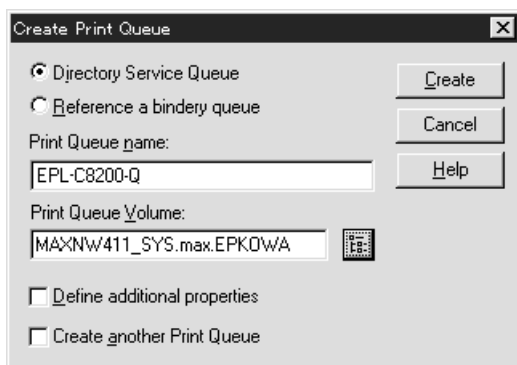 Create Print Queue
Directory Service Queue
Reference a bindery queue
Print Queue name:
EPL-C8200-Q
Print Queue Volume:
MAXNW411_SYS.max.EPKOWA
Define additional properties
Create another Print Queue
Create
Cancel
Help